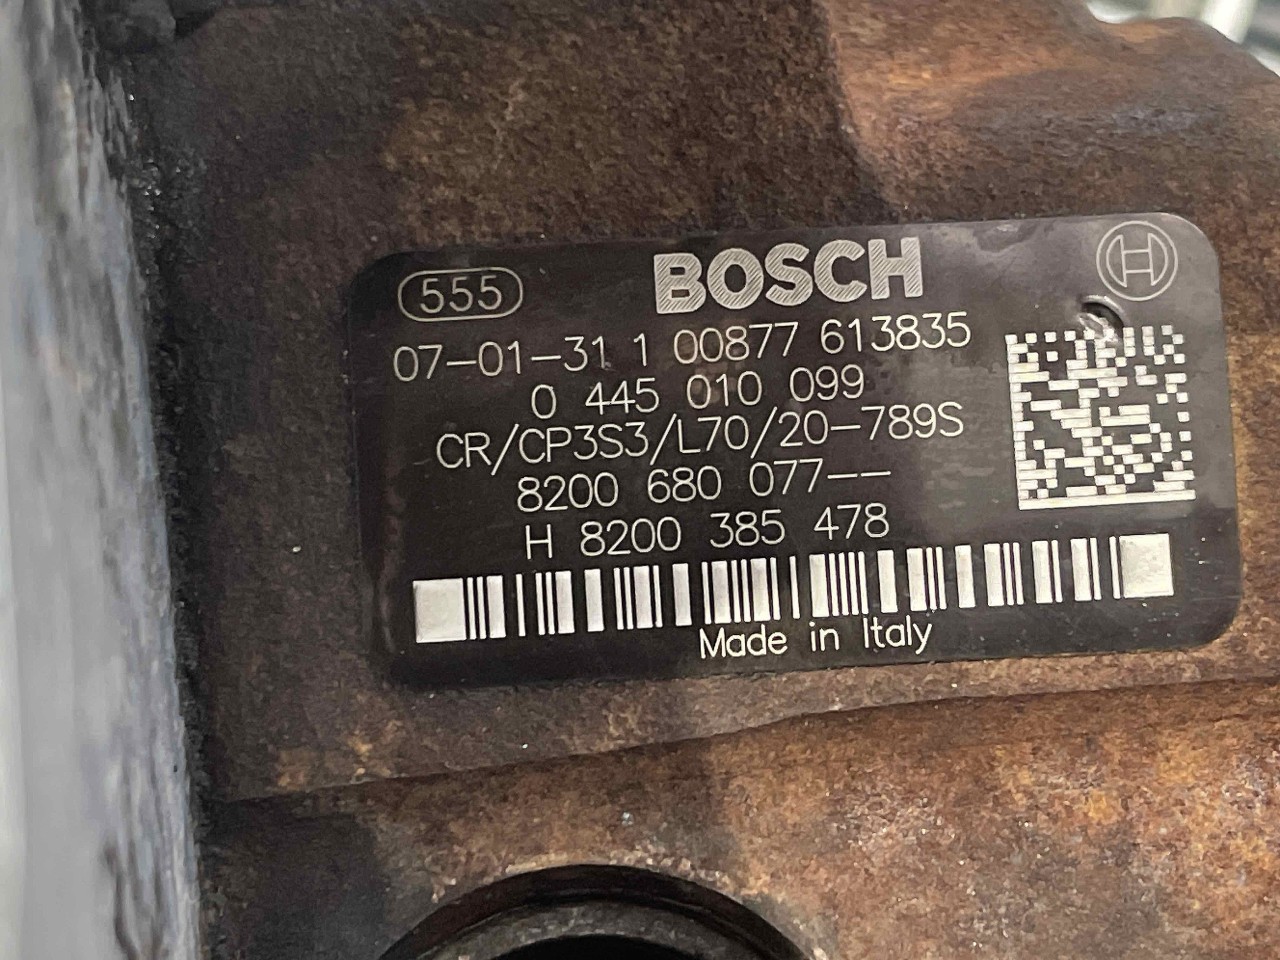 555 BOSCH
07-01-31 1 00877 613835
0 445 010 099
CR/CP3S3/L70/20-789S
8200 680 077--
H 8200 385 478
Made in Italy